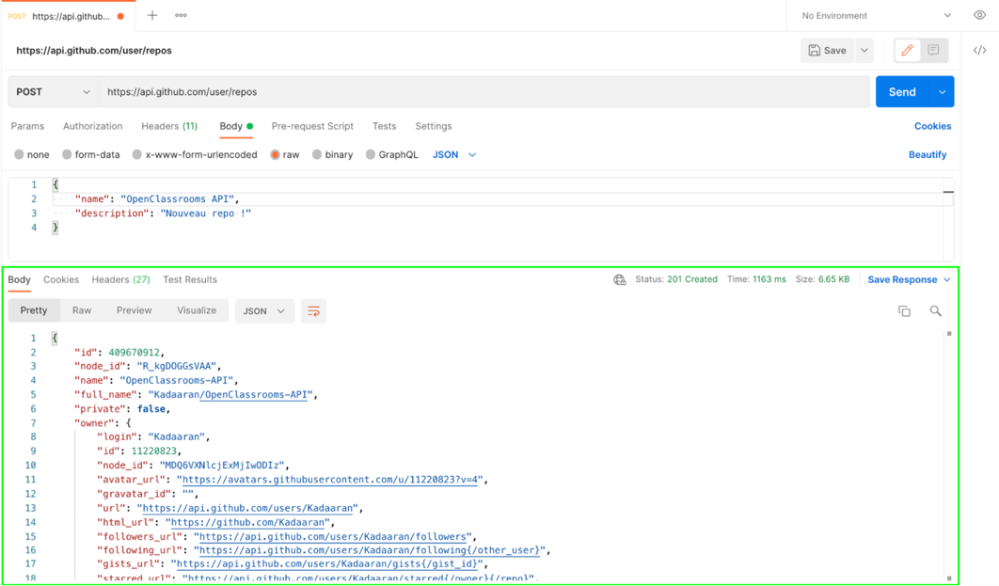 POST https://api.github... No Environment
https://api.github.com/user/repos Save
POST https://api.github.com/user/repos Send
Params Authorization Headers (11) Body Pre-request Script Tests Settings Cookies
none form-data x-www-form-urlencoded raw binary GraphQL JSON Beautify
1 {
2 "name": "OpenClassrooms API",
3 "description": "Nouveau repo !"
4 }
Body Cookies Headers (27) Test Results Status: 201 Created Time: 1163 ms Size: 6.65 KB Save Response
Pretty Raw Preview Visualize JSON
1 {
2 "id": 409670912,
3 "node_id": "R_kgDOGGsVAA",
4 "name": "OpenClassrooms-API",
5 "full_name": "Kadaaran/OpenClassrooms-API",
6 "private": false,
7 "owner": {
8 "login": "Kadaaran",
9 "id": 11220823,
10 "node_id": "MDQ6VXNlcjExMjIwODIz",
11 "avatar_url": "https://avatars.githubusercontent.com/u/11220823?v=4",
12 "gravatar_id": "",
13 "url": "https://api.github.com/users/Kadaaran",
14 "html_url": "https://github.com/Kadaaran",
15 "followers_url": "https://api.github.com/users/Kadaaran/followers",
16 "following_url": "https://api.github.com/users/Kadaaran/following{/other_user}",
17 "gists_url": "https://api.github.com/users/Kadaaran/gists{/gist_id}",
18 "starred_url": "https://api.github.com/users/Kadaaran/starred{/owner}{/repo}",